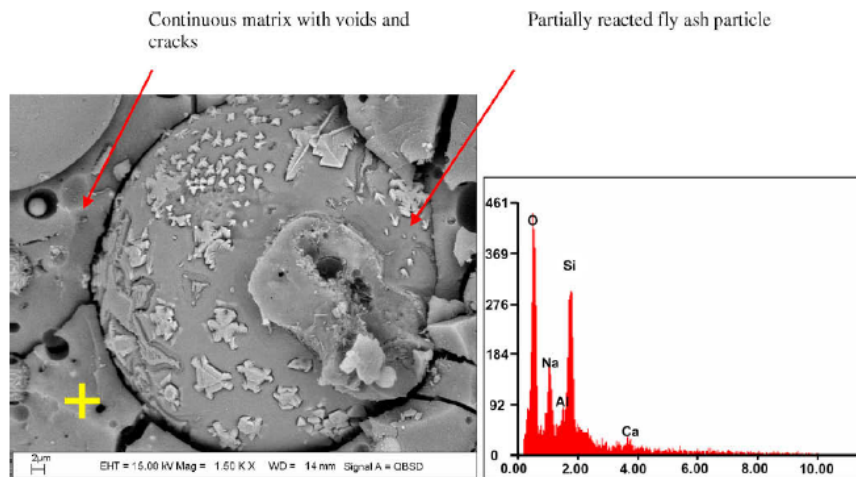 Continuous matrix with voids and
cracks
Partially reacted fly ash particle
2µm
EHT = 15.00 kV Mag = 1.50 K X WD = 14 mm Signal A = QBSD
461
369
276
184
92
0
O
Na
Al
Si
Ca
0.00 2.00 4.00 6.00 8.00 10.00